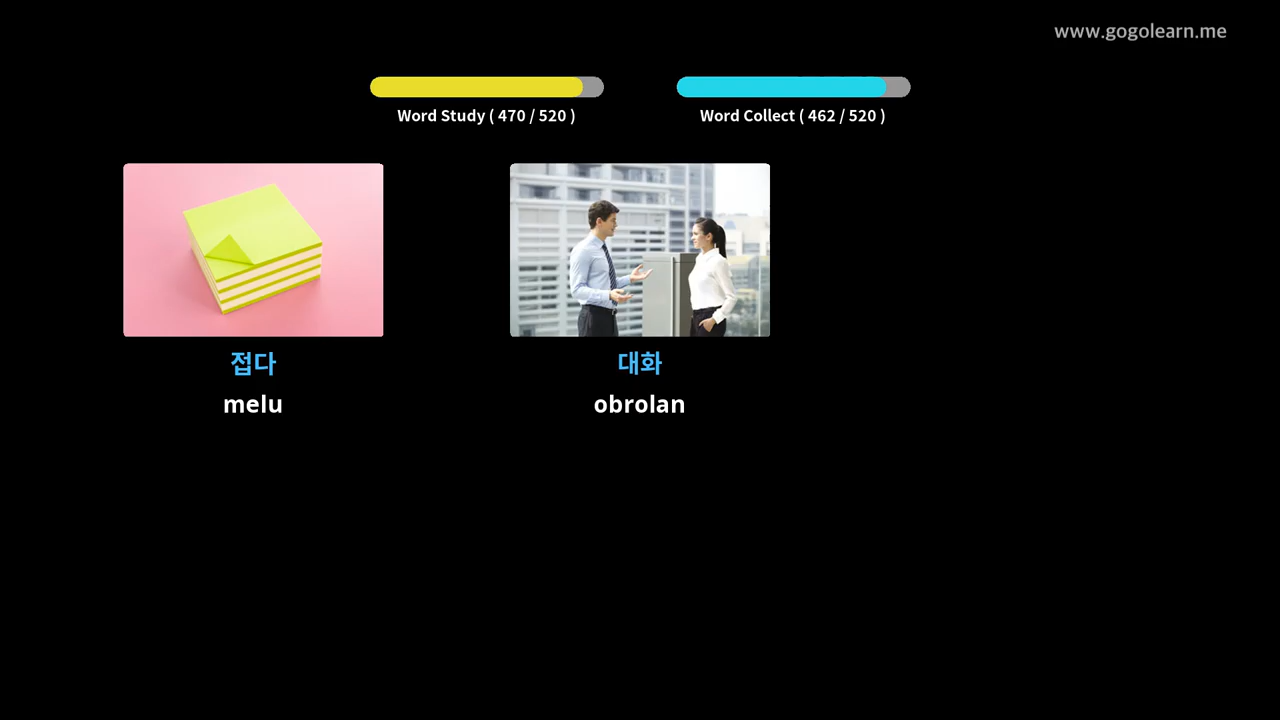 www.gogolearn.me
Word Study ( 470 / 520 )
Word Collect ( 462 / 520 )
접다
melu
대화
obrolan